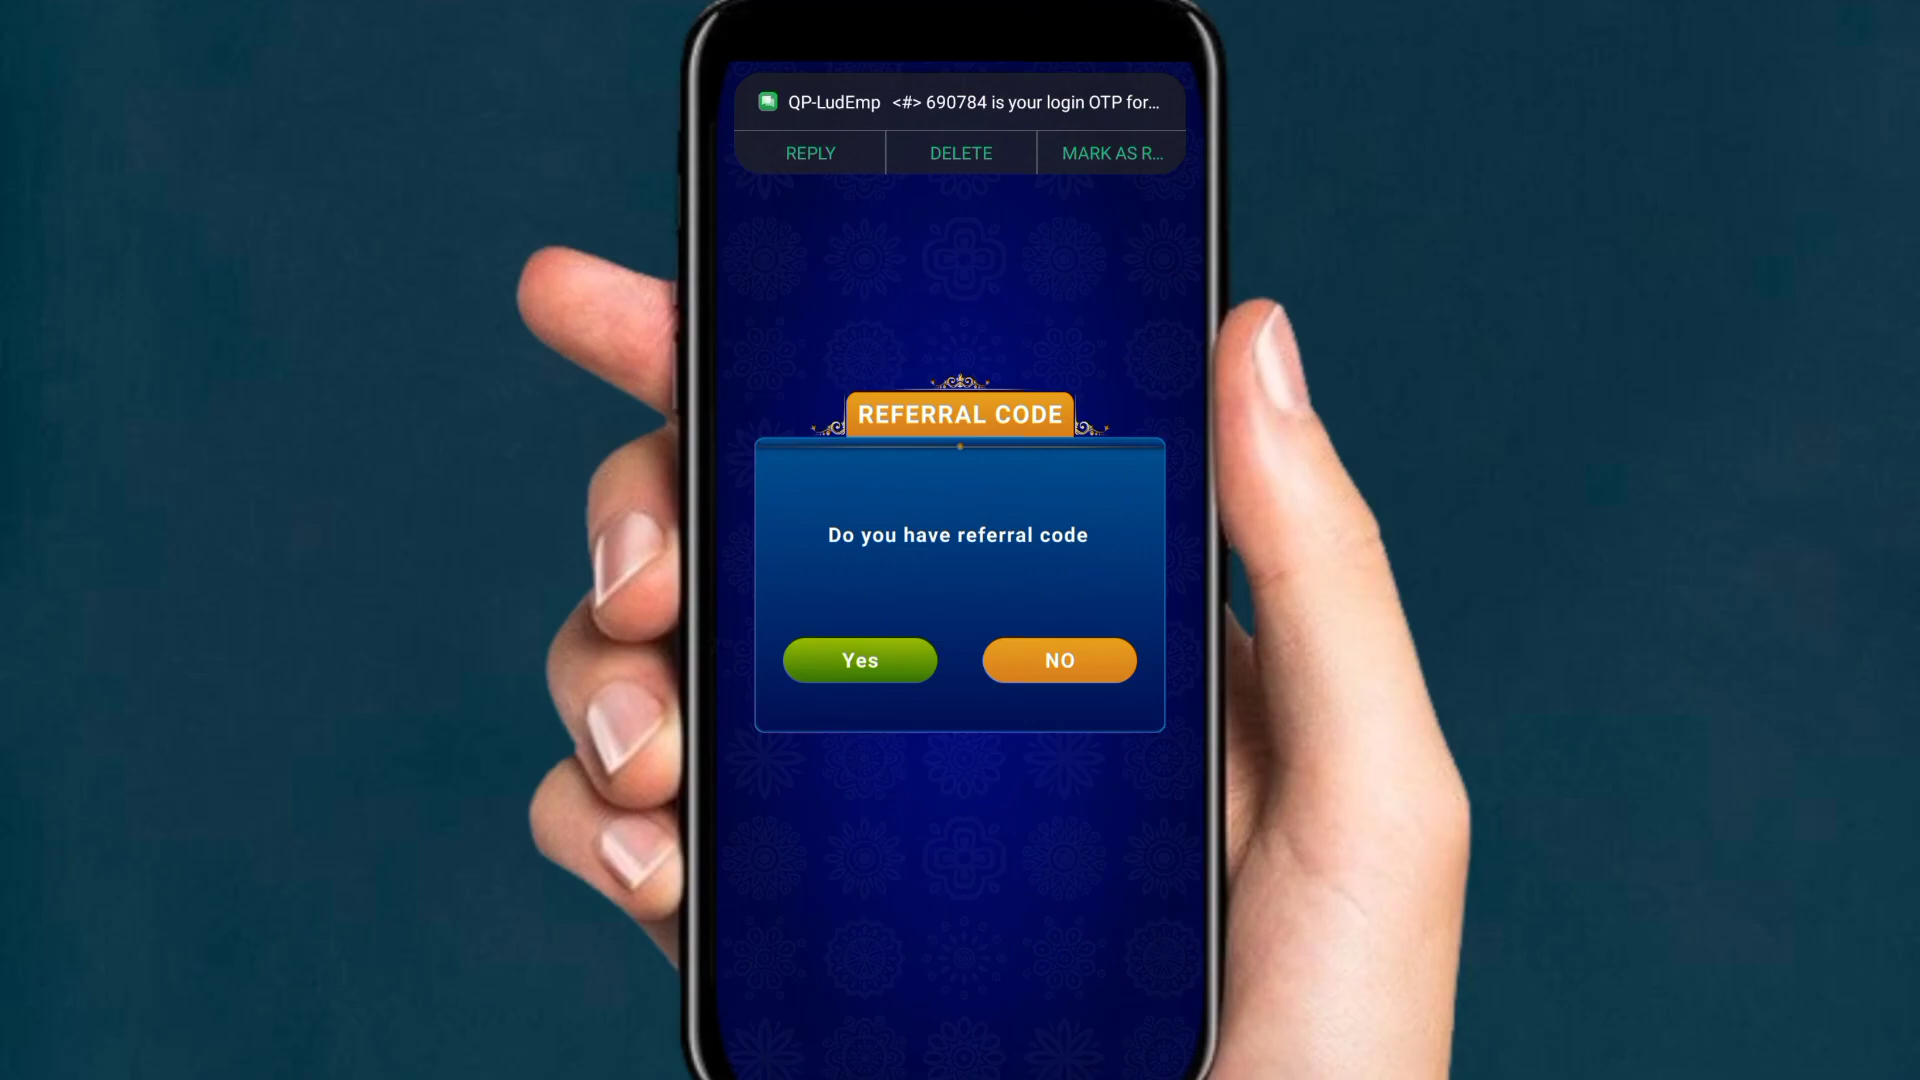 QP-LudEmp <#> 690784 is your login OTP for...
REPLY DELETE MARK AS R...
REFERRAL CODE
Do you have referral code
Yes NO